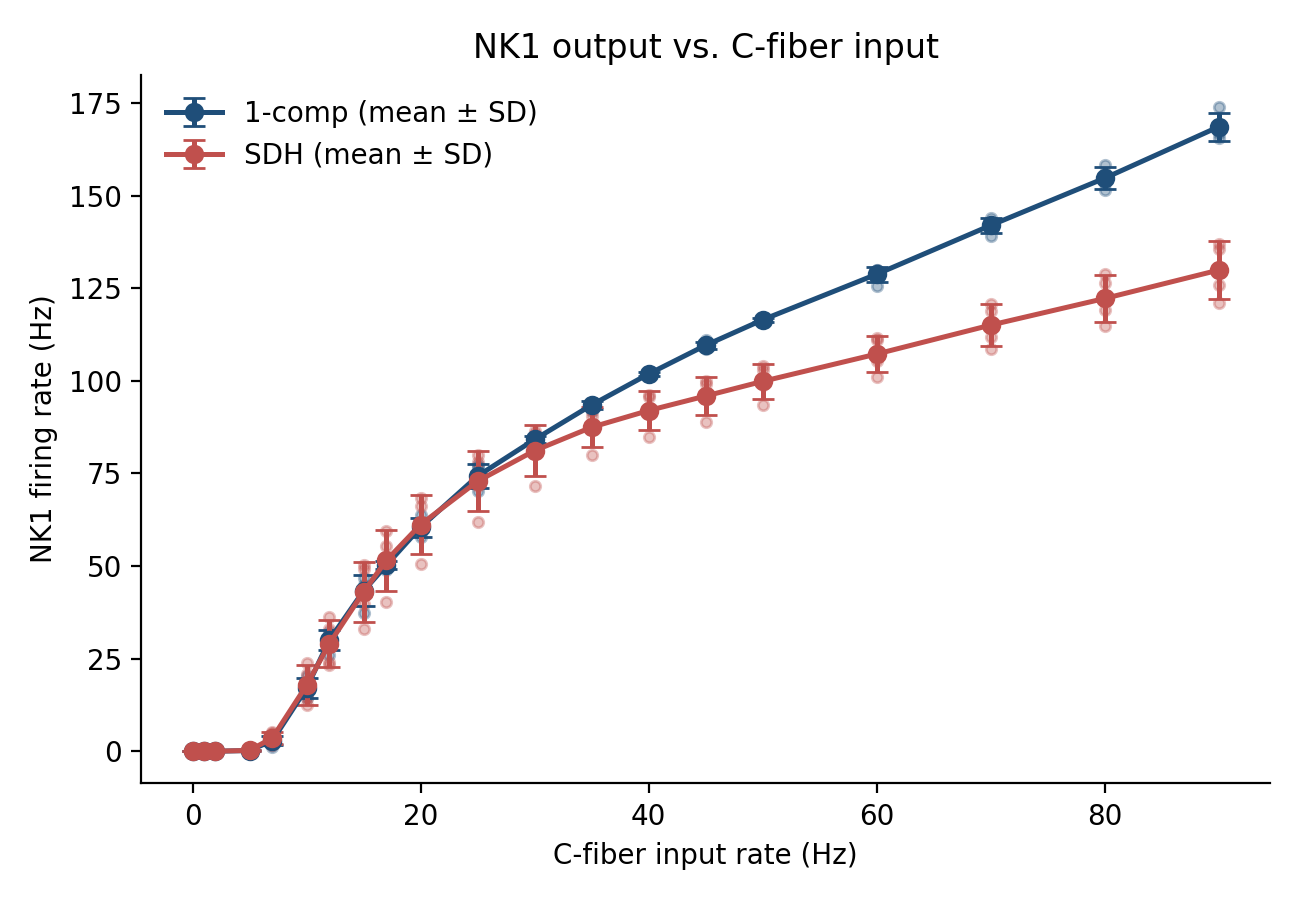 NK1 output vs. C-fiber input
1-comp (mean ± SD)
SDH (mean ± SD)
NK1 firing rate (Hz)
175
150
125
100
75
50
25
0
0 20 40 60 80
C-fiber input rate (Hz)